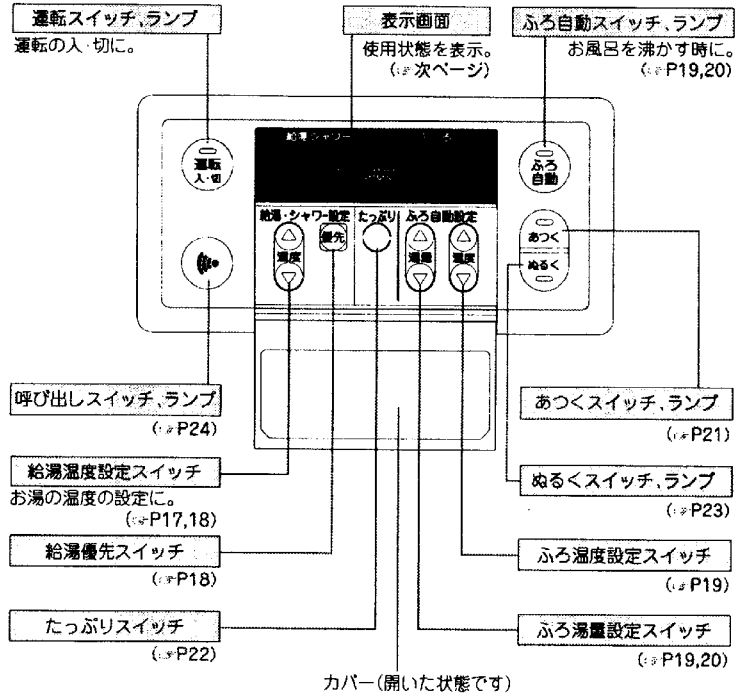 運転スイッチ、ランプ
運転の入・切に。
表示画面
使用状態を表示。
(☞次ページ)
ふろ自動スイッチ、ランプ
お風呂を沸かす時に。
(☞P19,20)
給湯シャワー
運転
入・切
ふろ
自動
給湯・シャワー設定
たっぷり
ふろ自動設定
優先
温度
湯量
温度
あつく
ぬるく
呼び出しスイッチ、ランプ
(☞P24)
あつくスイッチ、ランプ
(☞P21)
給湯温度設定スイッチ
お湯の温度の設定に。
(☞P17,18)
ぬるくスイッチ、ランプ
(☞P23)
給湯優先スイッチ
(☞P18)
ふろ温度設定スイッチ
(☞P19)
たっぷりスイッチ
(☞P22)
ふろ湯量設定スイッチ
(☞P19,20)
カバー(開いた状態です)